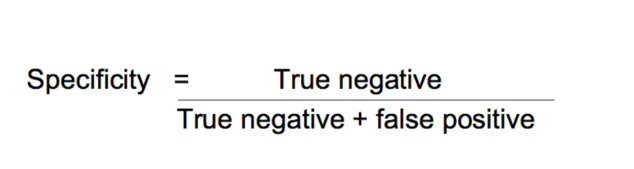 Specificity = True negative
True negative + false positive